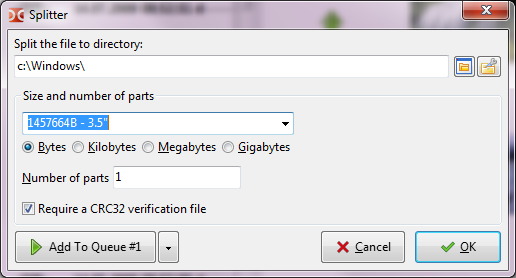 Splitter
Split the file to directory:
c:\Windows\
Size and number of parts
1457664B - 3.5"
Bytes Kilobytes Megabytes Gigabytes
Number of parts 1
Require a CRC32 verification file
Add To Queue #1 Cancel OK